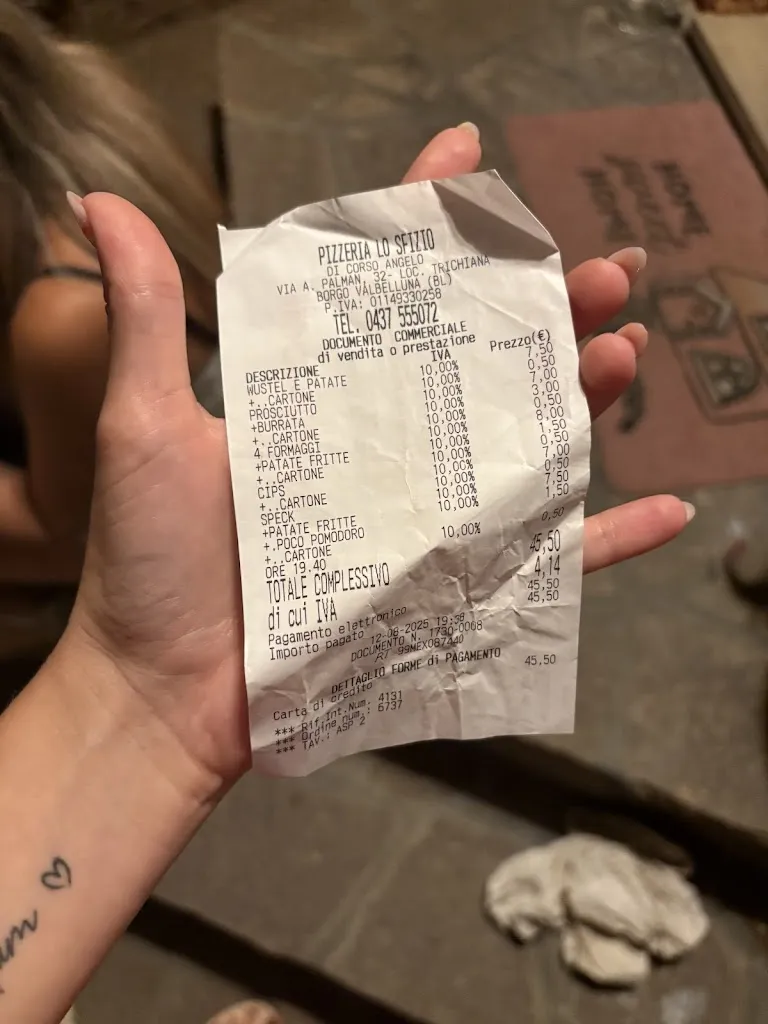 PIZZERIA LO SFIZIO
DI CORSO ANGELO
VIA A. PALMAN, 32- LOC. TRICHIANA
BORGO VALBELLUNA (BL)
P.IVA: 01149330258
TEL. 0437 555072
DOCUMENTO COMMERCIALE
di vendita o prestazione
DESCRIZIONE IVA Prezzo(€)
WUSTEL E PATATE 10,00% 7,50
+..CARTONE 10,00% 0,50
PROSCIUTTO 10,00% 7,00
+BURRATA 10,00% 3,00
+..CARTONE 10,00% 0,50
4 FORMAGGI 10,00% 8,00
+PATATE FRITTE 10,00% 1,50
+..CARTONE 10,00% 0,50
CIPS 10,00% 7,00
+..CARTONE 10,00% 0,50
SPECK 10,00% 7,50
+PATATE FRITTE 10,00% 1,50
+.POCO POMODORO
+..CARTONE 10,00% 0,50
ORE 19.40
TOTALE COMPLESSIVO 45,50
di cui IVA 4,14
Pagamento elettronico 45,50
Importo pagato 45,50
12-08-2025 19:38
DOCUMENTO N. 1730-0008
RT 99MEX087440
DETTAGLIO FORME di PAGAMENTO
Carta di credito 45,50
*** Rif.Int.Num. 4131
*** Ordine num.: 6737
*** TAV.: ASP 2
HOME
SWEET
HOME